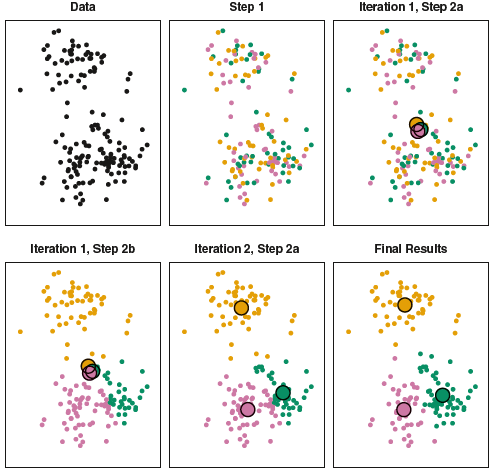 Data
Step 1
Iteration 1, Step 2a
Iteration 1, Step 2b
Iteration 2, Step 2a
Final Results